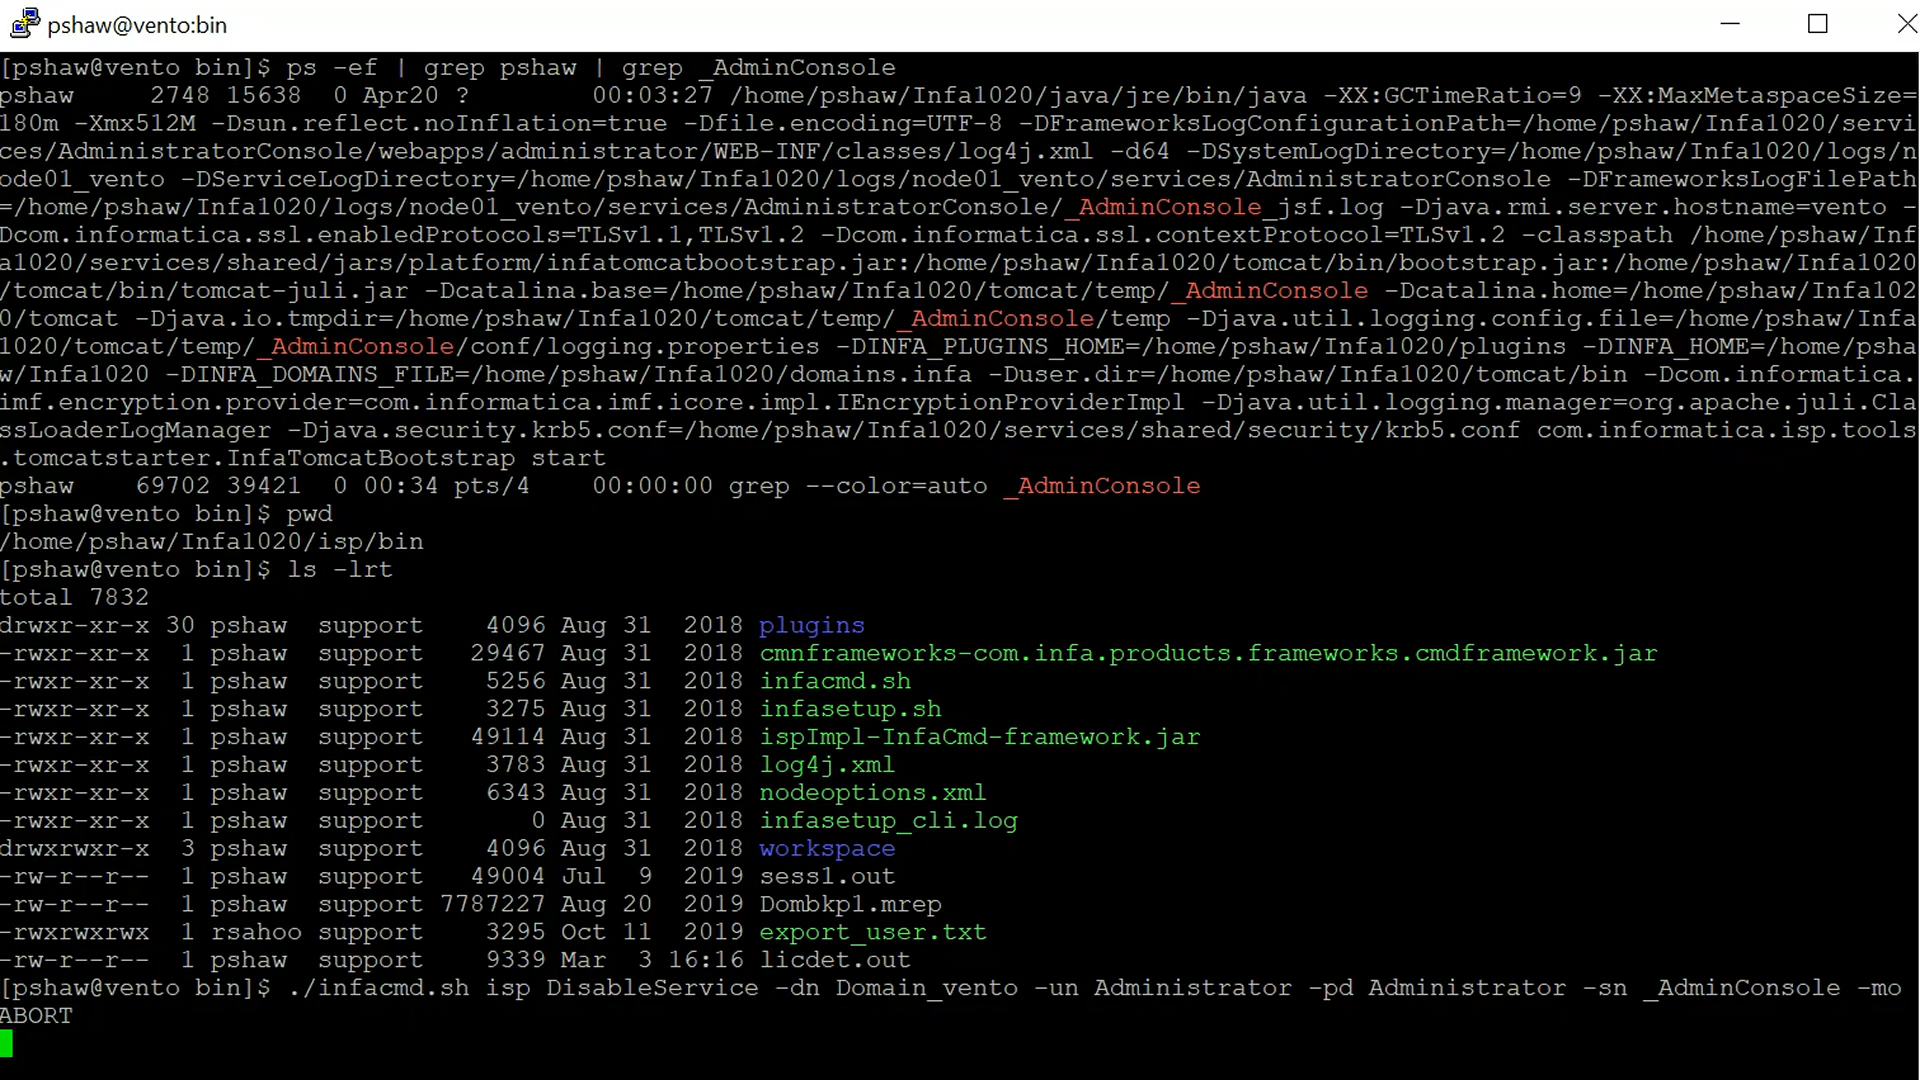 pshaw@vento:bin
[pshaw@vento bin]$ ps -ef | grep pshaw | grep _AdminConsole
pshaw     2748 15638  0 Apr20 ?        00:03:27 /home/pshaw/Infa1020/java/jre/bin/java -XX:GCTimeRatio=9 -XX:MaxMetaspaceSize=
180m -Xmx512M -Dsun.reflect.noInflation=true -Dfile.encoding=UTF-8 -DFrameworksLogConfigurationPath=/home/pshaw/Infa1020/servi
ces/AdministratorConsole/webapps/administrator/WEB-INF/classes/log4j.xml -d64 -DSystemLogDirectory=/home/pshaw/Infa1020/logs/n
ode01_vento -DServiceLogDirectory=/home/pshaw/Infa1020/logs/node01_vento/services/AdministratorConsole -DFrameworksLogFilePath
=/home/pshaw/Infa1020/logs/node01_vento/services/AdministratorConsole/_AdminConsole_jsf.log -Djava.rmi.server.hostname=vento -
Dcom.informatica.ssl.enabledProtocols=TLSv1.1,TLSv1.2 -Dcom.informatica.ssl.contextProtocol=TLSv1.2 -classpath /home/pshaw/Inf
a1020/services/shared/jars/platform/infatomcatbootstrap.jar:/home/pshaw/Infa1020/tomcat/bin/bootstrap.jar:/home/pshaw/Infa1020
/tomcat/bin/tomcat-juli.jar -Dcatalina.base=/home/pshaw/Infa1020/tomcat/temp/_AdminConsole -Dcatalina.home=/home/pshaw/Infa102
0/tomcat -Djava.io.tmpdir=/home/pshaw/Infa1020/tomcat/temp/_AdminConsole/temp -Djava.util.logging.config.file=/home/pshaw/Infa
1020/tomcat/temp/_AdminConsole/conf/logging.properties -DINFA_PLUGINS_HOME=/home/pshaw/Infa1020/plugins -DINFA_HOME=/home/psha
w/Infa1020 -DINFA_DOMAINS_FILE=/home/pshaw/Infa1020/domains.infa -Duser.dir=/home/pshaw/Infa1020/tomcat/bin -Dcom.informatica.
imf.encryption.provider=com.informatica.imf.icore.impl.IEncryptionProviderImpl -Djava.util.logging.manager=org.apache.juli.Cla
ssLoaderLogManager -Djava.security.krb5.conf=/home/pshaw/Infa1020/services/shared/security/krb5.conf com.informatica.isp.tools
.tomcatstarter.InfaTomcatBootstrap start
pshaw    69702 39421  0 00:34 pts/4    00:00:00 grep --color=auto _AdminConsole
[pshaw@vento bin]$ pwd
/home/pshaw/Infa1020/isp/bin
[pshaw@vento bin]$ ls -lrt
total 7832
drwxr-xr-x 30 pshaw  support    4096 Aug 31  2018 plugins
-rwxr-xr-x  1 pshaw  support   29467 Aug 31  2018 cmnframeworks-com.infa.products.frameworks.cmdframework.jar
-rwxr-xr-x  1 pshaw  support    5256 Aug 31  2018 infacmd.sh
-rwxr-xr-x  1 pshaw  support    3275 Aug 31  2018 infasetup.sh
-rwxr-xr-x  1 pshaw  support   49114 Aug 31  2018 ispImpl-InfaCmd-framework.jar
-rwxr-xr-x  1 pshaw  support    3783 Aug 31  2018 log4j.xml
-rwxr-xr-x  1 pshaw  support    6343 Aug 31  2018 nodeoptions.xml
-rwxr-xr-x  1 pshaw  support       0 Aug 31  2018 infasetup_cli.log
drwxrwxr-x  3 pshaw  support    4096 Aug 31  2018 workspace
-rw-r--r--  1 pshaw  support   49004 Jul  9  2019 sess1.out
-rw-r--r--  1 pshaw  support 7787227 Aug 20  2019 Dombkp1.mrep
-rwxrwxrwx  1 rsahoo support    3295 Oct 11  2019 export_user.txt
-rw-r--r--  1 pshaw  support    9339 Mar  3 16:16 licdet.out
[pshaw@vento bin]$ ./infacmd.sh isp DisableService -dn Domain_vento -un Administrator -pd Administrator -sn _AdminConsole -mo
ABORT